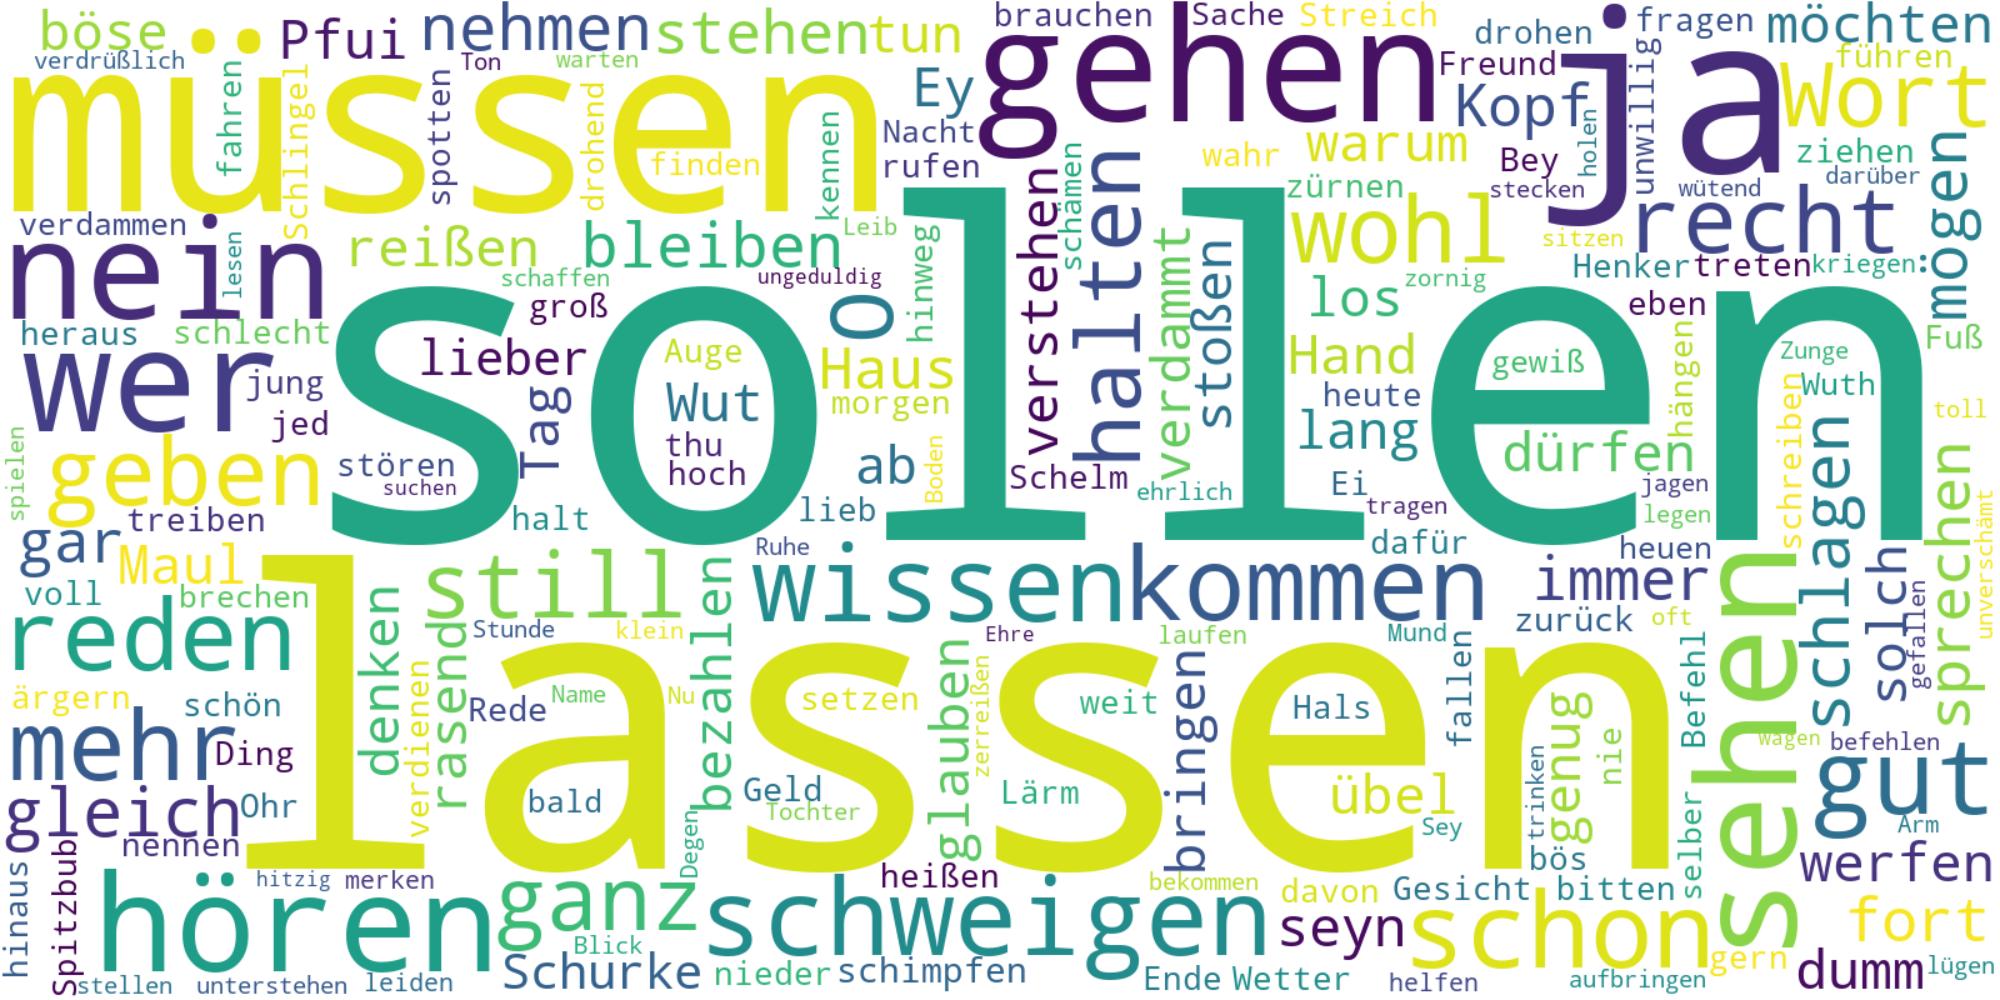 böse
Pfui
nehmen
stehen
tun
brauchen
Sache
Streich
drohen
fragen
möchten
verdrüßlich
Ton
warten
Ey
gehen
Freund
ja
führen
müssen
fahren
Schlingel
spotten
drohend
finden
kennen
Nacht
rufen
wahr
warum
Kopf
Bey
holen
unwillig
Wort
ziehen
darüber
stecken
wütend
verdammen
nein
lesen
reißen
bleiben
Leib
hinweg
verstehen
schämen
halten
verdammt
stoßen
zürnen
wohl
sitzen
recht
mögen
Henker
treten
kriegen
schaffen
ungeduldig
O
los
zornig
eben
heraus
schlecht
groß
lieber
Auge
Haus
Hand
gewiß
hängen
Zunge
Fuß
wer
sollen
jung
jed
Tag
Wut
morgen
heute
Wuth
thu
hoch
lang
dürfen
schreiben
toll
spielen
geben
stören
suchen
ab
Boden
Schelm
ehrlich
Ei
tragen
jagen
legen
schlagen
sprechen
unverschämt
treiben
halt
lieb
gar
Maul
Ruhe
wissen
kommen
dafür
heuen
immer
solch
gefallen
voll
brechen
still
denken
rasend
bezahlen
reden
lassen
Stunde
klein
Ehre
laufen
Mund
zurück
oft
sehen
ärgern
schön
verdienen
Rede
Name
Nu
setzen
glauben
zerreißen
weit
bringen
Hals
fallen
genug
nie
Befehl
wagen
befehlen
mehr
Ding
gleich
Ohr
bald
Geld
Tochter
Lärm
übel
Sey
trinken
gut
Arm
nennen
Degen
bös
selber
werfen
hinaus
Spitzbub
hitzig
merken
hören
ganz
heißen
schweigen
bekommen
davon
Gesicht
bitten
seyn
schon
fort
Blick
Schurke
nieder
schimpfen
Ende
Wetter
helfen
aufbringen
gern
dumm
lügen
stellen
unterstehen
leiden